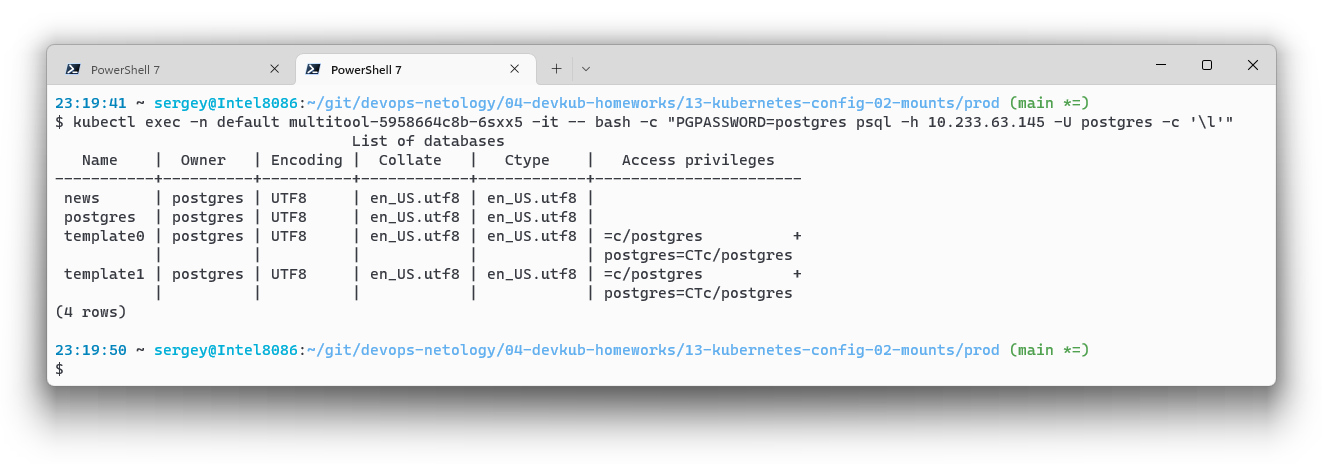 PowerShell 7
PowerShell 7
23:19:41 ~ sergey@Intel8086:~/git/devops-netology/04-devkub-homeworks/13-kubernetes-config-02-mounts/prod (main *=)
$ kubectl exec -n default multitool-5958664c8b-6sxx5 -it -- bash -c "PGPASSWORD=postgres psql -h 10.233.63.145 -U postgres -c '\l'"
                                 List of databases
   Name    |  Owner   | Encoding |  Collate   |   Ctype    |   Access privileges
-----------+----------+----------+------------+------------+-----------------------
 news      | postgres | UTF8     | en_US.utf8 | en_US.utf8 |
 postgres  | postgres | UTF8     | en_US.utf8 | en_US.utf8 |
 template0 | postgres | UTF8     | en_US.utf8 | en_US.utf8 | =c/postgres          +
           |          |          |            |            | postgres=CTc/postgres
 template1 | postgres | UTF8     | en_US.utf8 | en_US.utf8 | =c/postgres          +
           |          |          |            |            | postgres=CTc/postgres
(4 rows)
23:19:50 ~ sergey@Intel8086:~/git/devops-netology/04-devkub-homeworks/13-kubernetes-config-02-mounts/prod (main *=)
$